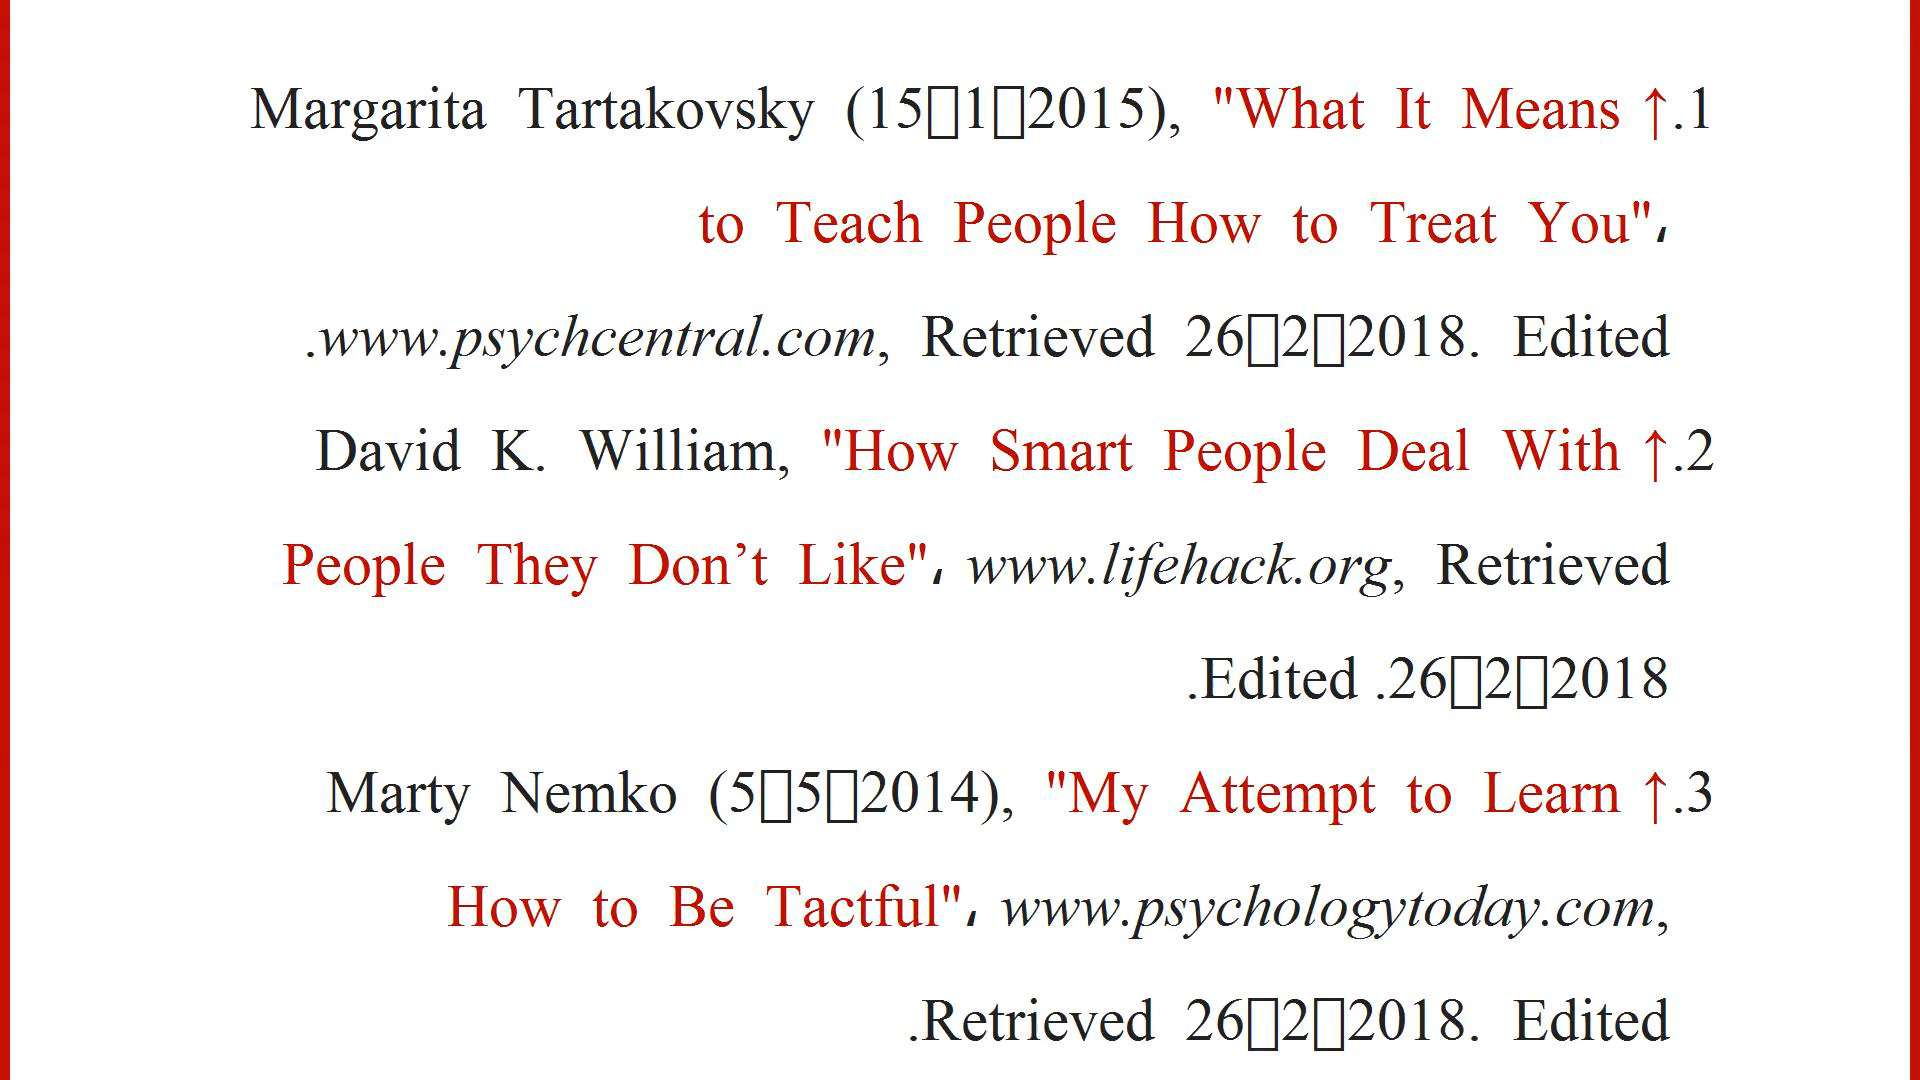 1.↑ Margarita Tartakovsky (15▯1▯2015), "What It Means
to Teach People How to Treat You"،
www.psychcentral.com, Retrieved 26▯2▯2018. Edited.
2.↑ David K. William, "How Smart People Deal With
People They Don’t Like"، www.lifehack.org, Retrieved
26▯2▯2018. Edited.
3.↑ Marty Nemko (5▯5▯2014), "My Attempt to Learn
How to Be Tactful"، www.psychologytoday.com,
Retrieved 26▯2▯2018. Edited.